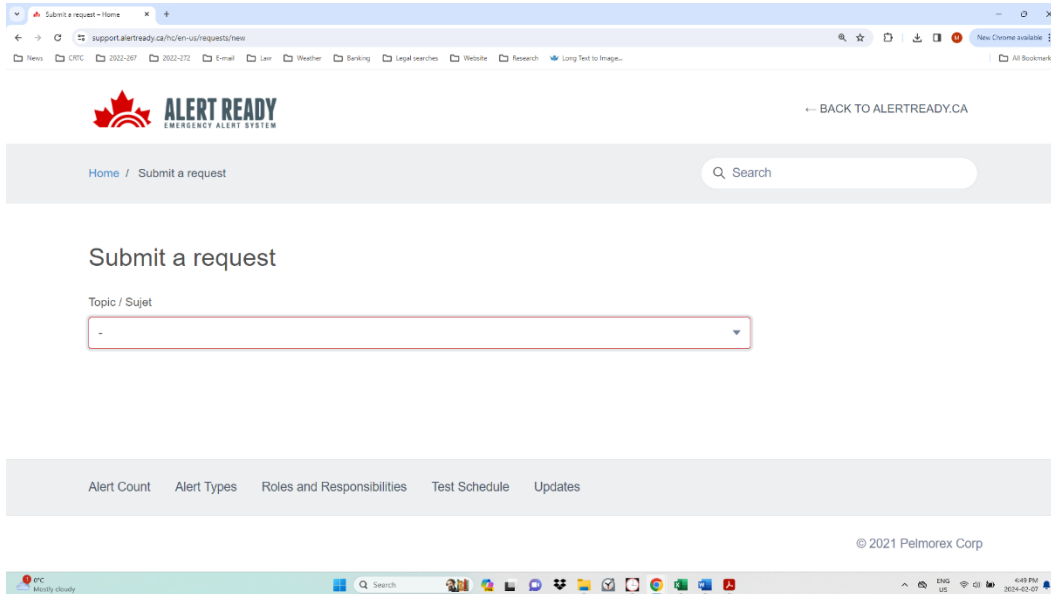 Submit a request – Home
support.alertready.ca/hc/en-us/requests/new
New Chrome available
News CRTC 2022-267 2022-272 E-mail Law Weather Banking Legal searches Website Research Long Text to Image...
All Bookmark
ALERT READY
EMERGENCY ALERT SYSTEM
← BACK TO ALERTREADY.CA
Home / Submit a request
Search
Submit a request
Topic / Sujet
-
Alert Count Alert Types Roles and Responsibilities Test Schedule Updates
© 2021 Pelmorex Corp
0°C
Mostly cloudy
Search
ENG
US
4:49 PM
2024-02-07